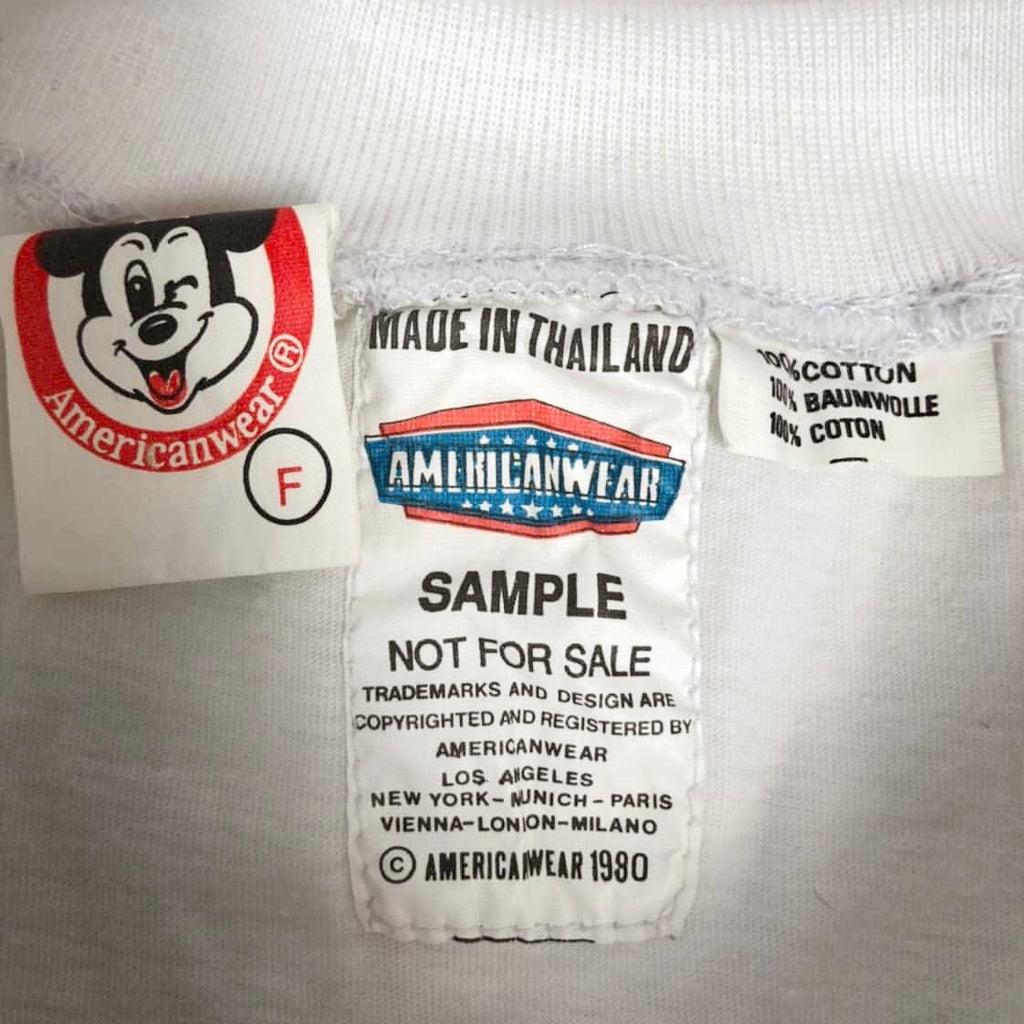 Americanwear®
F
MADE IN THAILAND
AMERICANWEAR
SAMPLE
NOT FOR SALE
TRADEMARKS AND DESIGN ARE
COPYRIGHTED AND REGISTERED BY
AMERICANWEAR
LOS ANGELES
NEW YORK-MUNICH-PARIS
VIENNA-LONDON-MILANO
© AMERICANWEAR 1980
100% COTTON
100% BAUMWOLLE
100% COTON